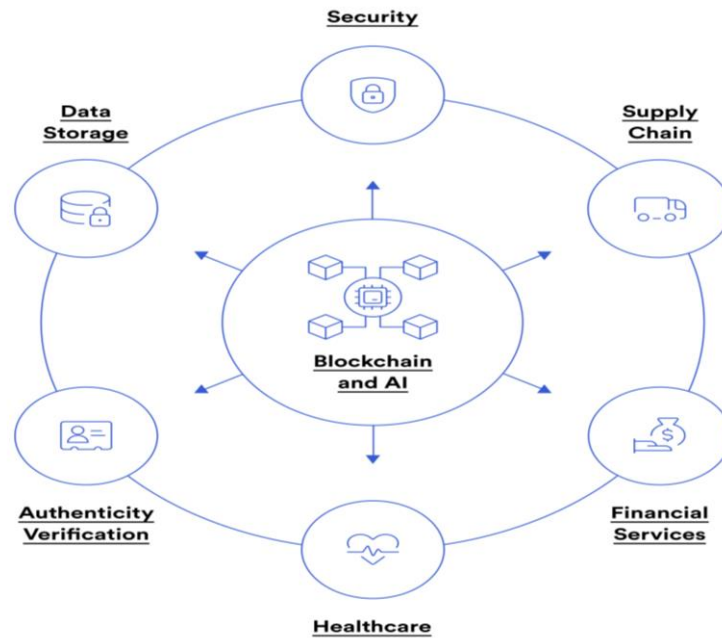 Security
Data
Storage
Supply
Chain
Blockchain
and AI
Authenticity
Verification
Financial
Services
Healthcare
$